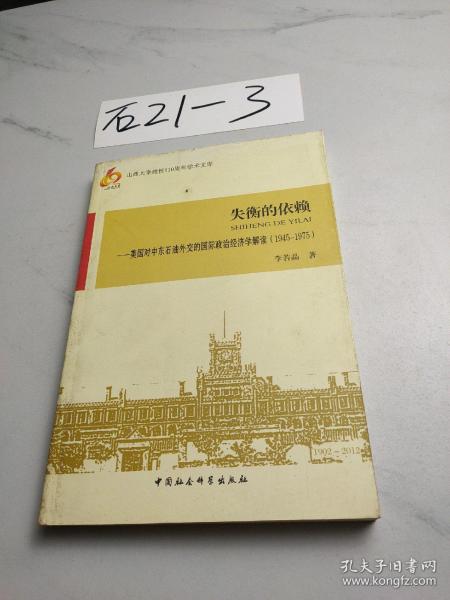 石21-3
山西大学建校110周年学术文库
失衡的依赖
SHIHENG DE YILAI
——美国对中东石油外交的国际政治经济学解读（1945-1975）
李若晶 著
1902-2012
中国社会科学出版社
孔夫子旧书网
www.kongfz.com